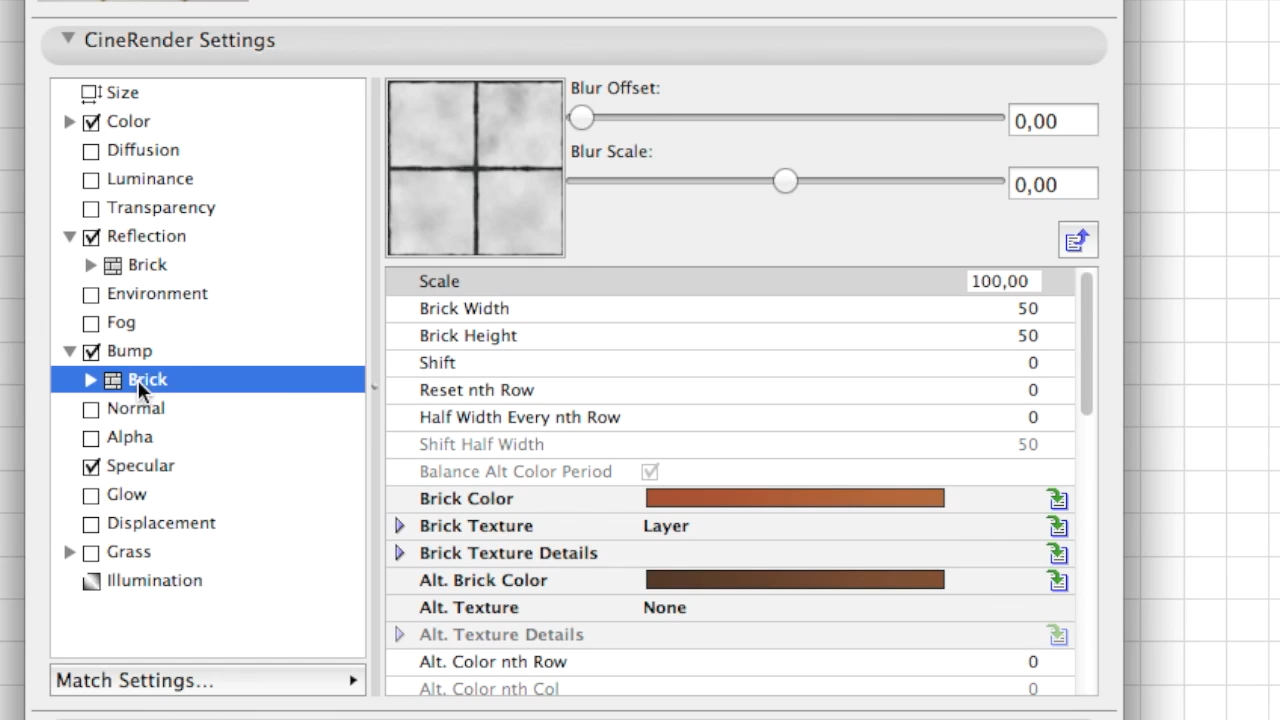 CineRender Settings
Size
Color
Diffusion
Luminance
Transparency
Reflection
Brick
Environment
Fog
Bump
Brick
Normal
Alpha
Specular
Glow
Displacement
Grass
Illumination
Match Settings...
Blur Offset:
0,00
Blur Scale:
0,00
Scale 100,00
Brick Width 50
Brick Height 50
Shift 0
Reset nth Row 0
Half Width Every nth Row 0
Shift Half Width 50
Balance Alt Color Period
Brick Color
Brick Texture Layer
Brick Texture Details
Alt. Brick Color
Alt. Texture None
Alt. Texture Details
Alt. Color nth Row 0
Alt. Color nth Col 0